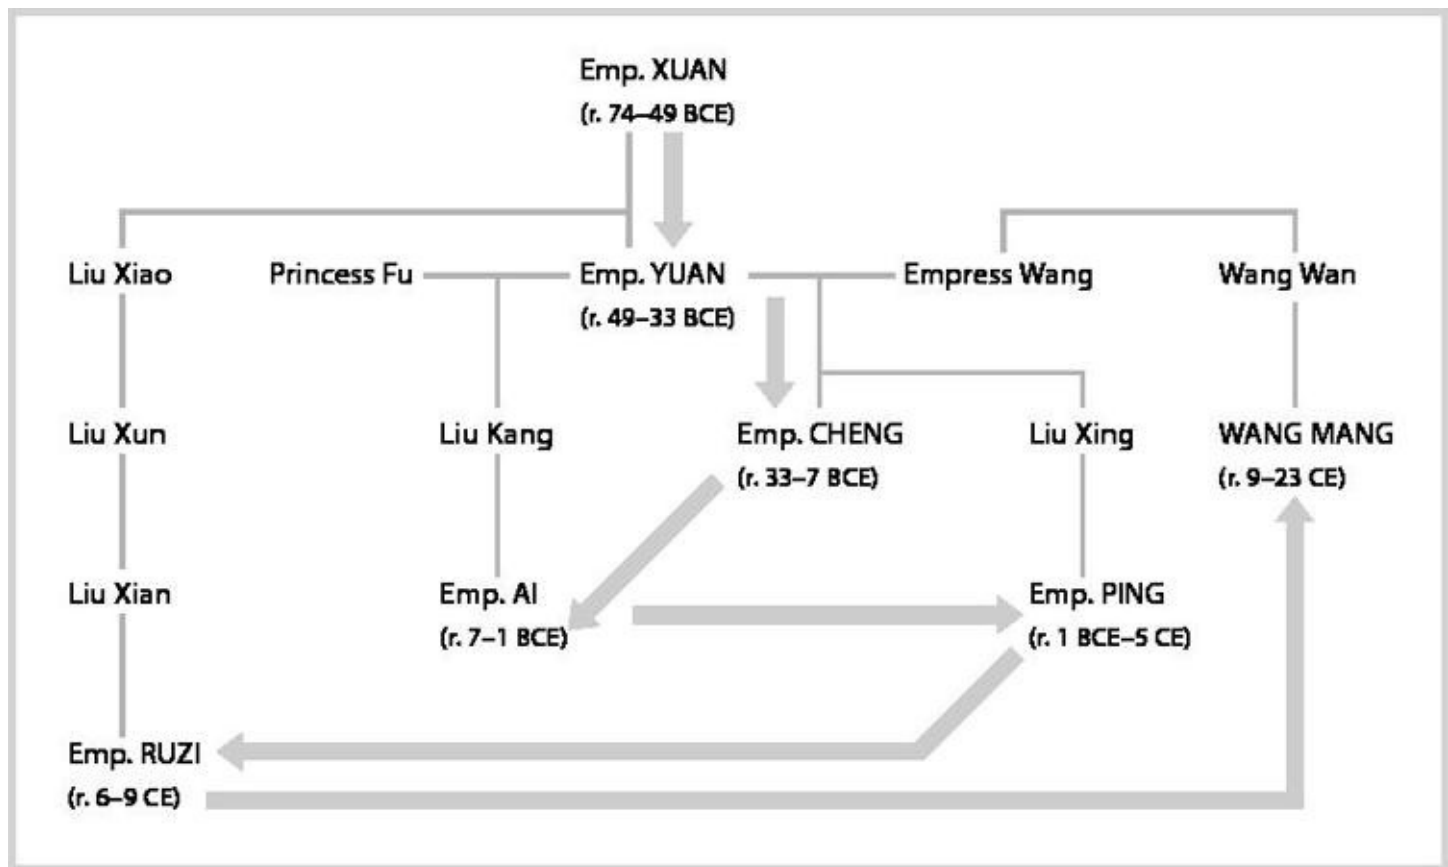 Emp. XUAN
(r. 74–49 BCE)
Liu Xiao
Princess Fu
Emp. YUAN
(r. 49–33 BCE)
Empress Wang
Wang Wan
Liu Xun
Liu Kang
Emp. CHENG
(r. 33–7 BCE)
Liu Xing
WANG MANG
(r. 9–23 CE)
Liu Xian
Emp. AI
(r. 7–1 BCE)
Emp. PING
(r. 1 BCE–5 CE)
Emp. RUZI
(r. 6–9 CE)